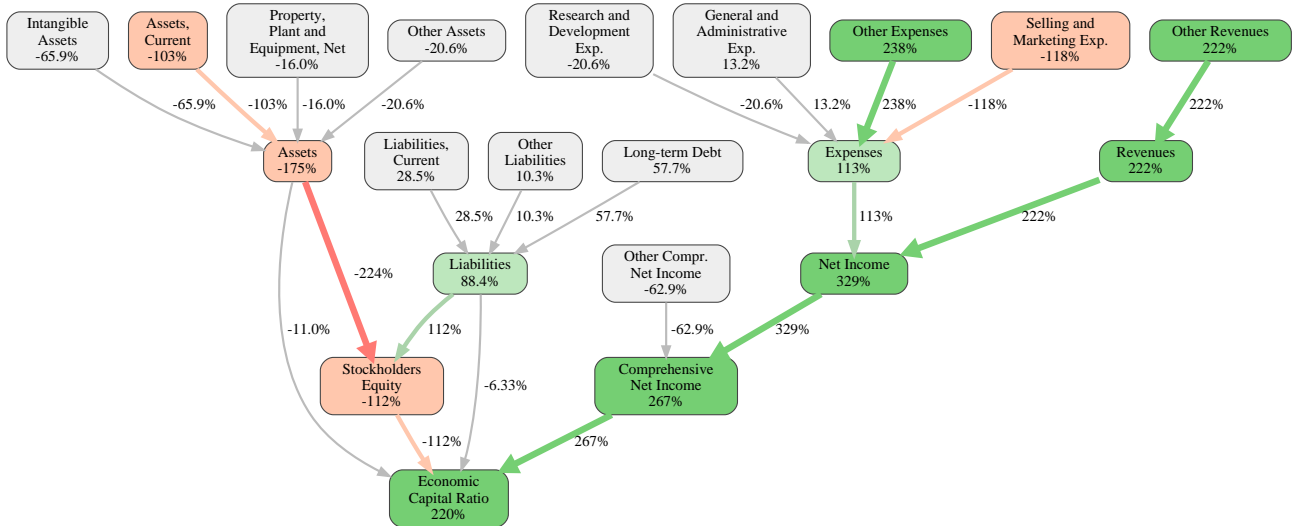 Intangible
Assets
-65.9%
Assets,
Current
-103%
Property,
Plant and
Equipment, Net
-16.0%
Other Assets
-20.6%
Research and
Development
Exp.
-20.6%
General and
Administrative
Exp.
13.2%
Other Expenses
238%
Selling and
Marketing Exp.
-118%
Other Revenues
222%
-65.9%
-103%
-16.0%
-20.6%
-20.6%
13.2%
238%
-118%
222%
Assets
-175%
Liabilities,
Current
28.5%
Other
Liabilities
10.3%
Long-term Debt
57.7%
Expenses
113%
Revenues
222%
28.5%
10.3%
57.7%
113%
222%
-224%
Liabilities
88.4%
Other Compr.
Net Income
-62.9%
Net Income
329%
-11.0%
112%
-62.9%
329%
Stockholders
Equity
-112%
-6.33%
Comprehensive
Net Income
267%
-112%
267%
Economic
Capital Ratio
220%